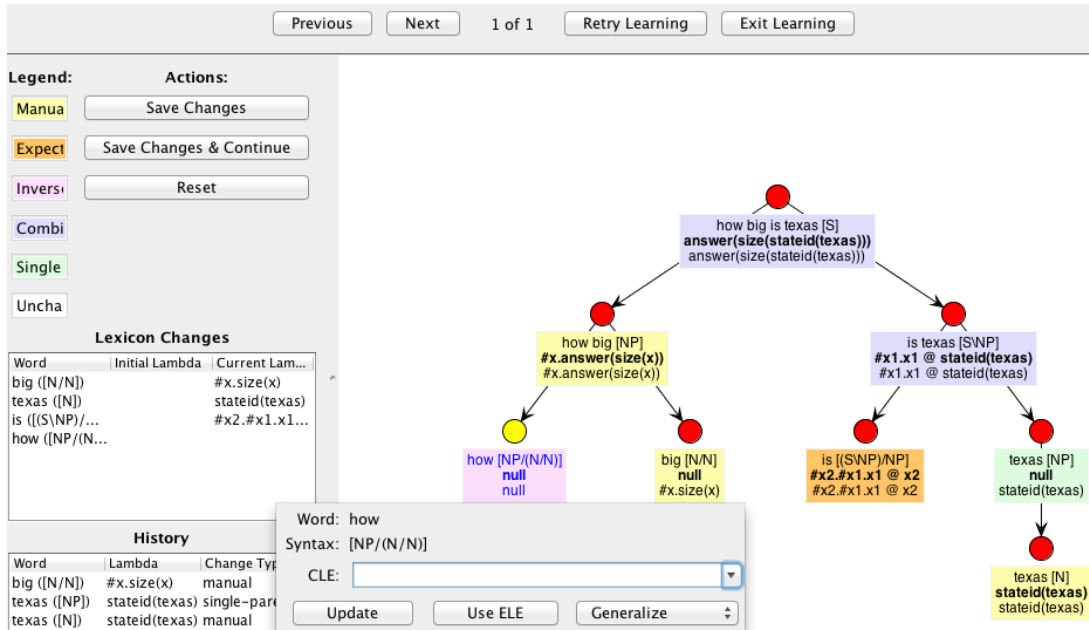 Previous Next 1 of 1 Retry Learning Exit Learning
Legend: Actions:
Manua Save Changes
Expect Save Changes & Continue
Invers Reset
Combi
Single
Uncha
Lexicon Changes
Word Initial Lambda Current Lam...
big ([N/N]) #x.size(x)
texas ([N]) stateid(texas)
is ([(S\NP)/... #x2.#x1.x1...
how ([NP/(N...
History
Word Lambda Change Typ
big ([N/N]) #x.size(x) manual
texas ([NP]) stateid(texas) single-pare
texas ([N]) stateid(texas) manual
how big is texas [S]
answer(size(stateid(texas)))
answer(size(stateid(texas)))
how big [NP]
#x.answer(size(x))
#x.answer(size(x))
is texas [S\NP]
#x1.x1 @ stateid(texas)
#x1.x1 @ stateid(texas)
how [NP/(N/N)]
null
null
big [N/N]
null
#x.size(x)
is [(S\NP)/NP]
#x2.#x1.x1 @ x2
#x2.#x1.x1 @ x2
texas [NP]
null
stateid(texas)
texas [N]
stateid(texas)
stateid(texas)
Word: how
Syntax: [NP/(N/N)]
CLE:
Update Use ELE Generalize